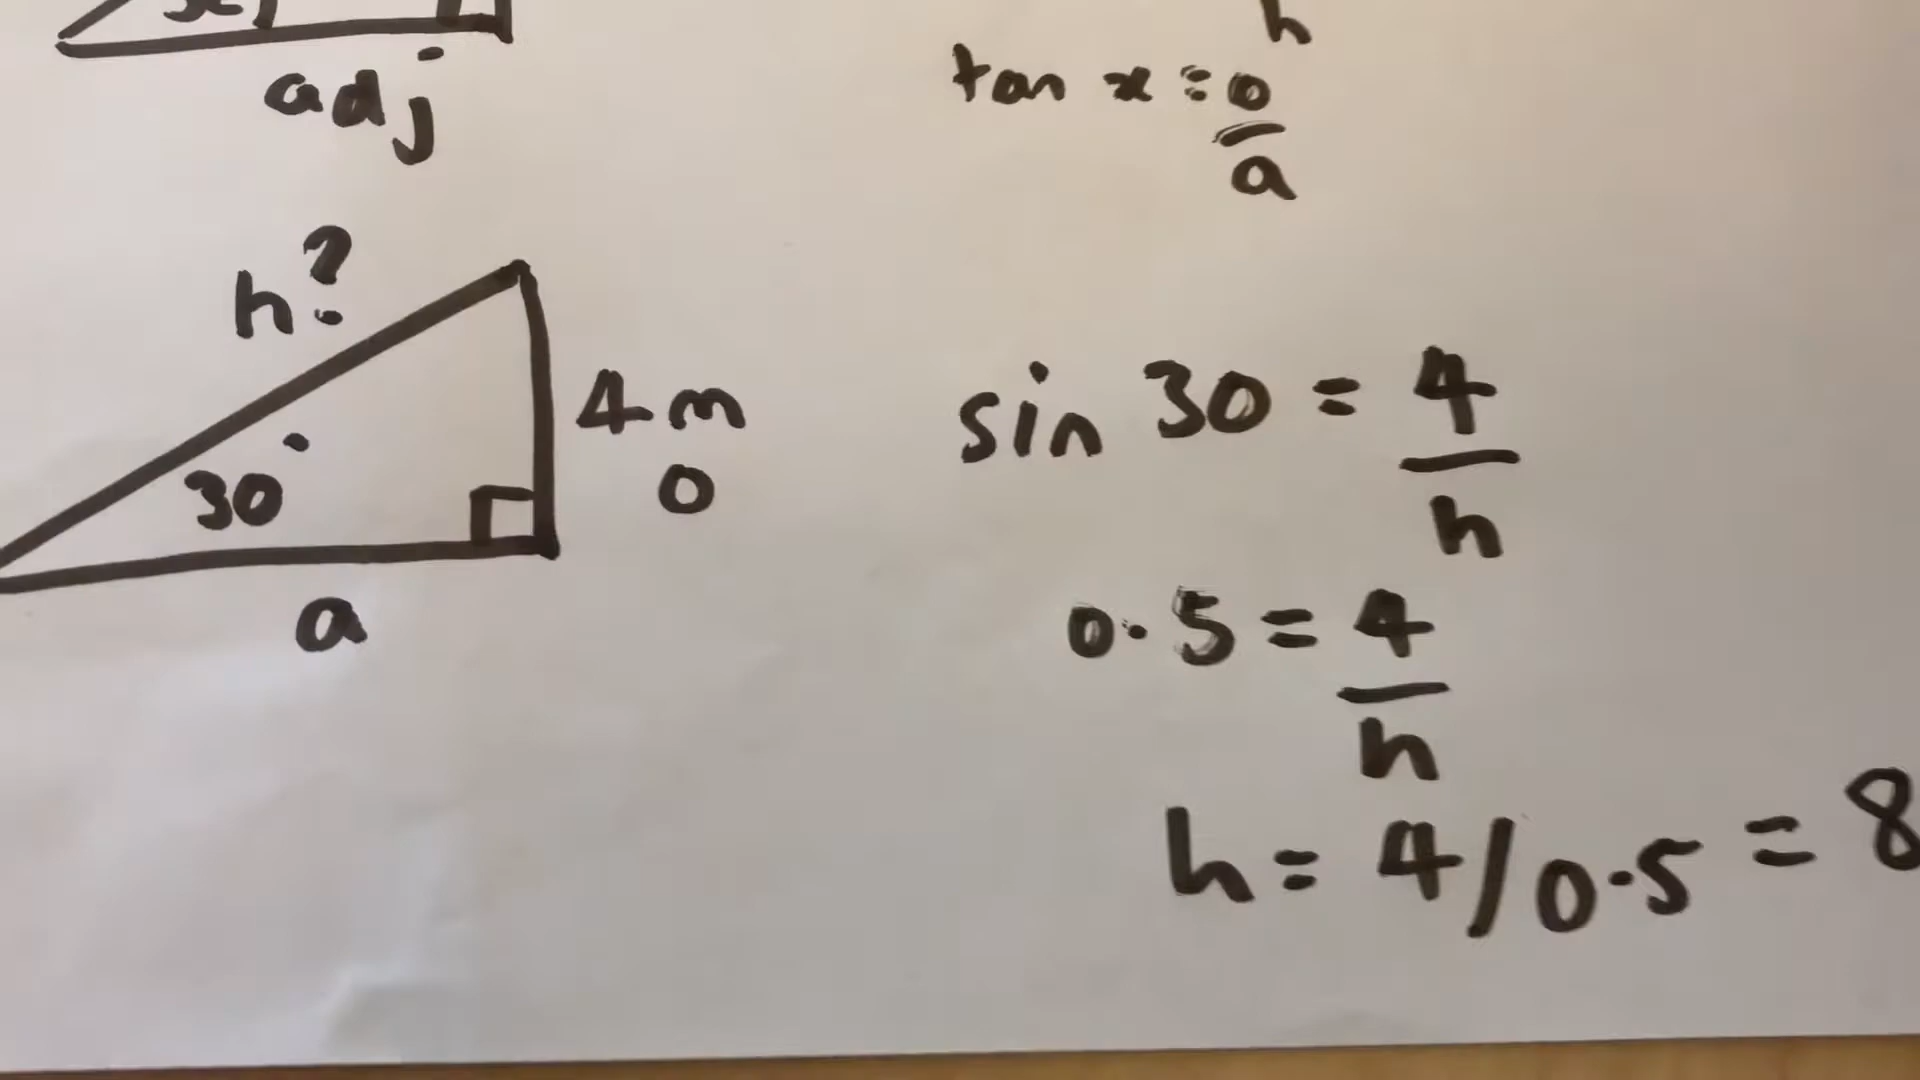 h
tan x = o
a
adj
h?
4m
30°
o
a
sin 30 = 4
h
0.5 = 4
h
h = 4/0.5 = 8